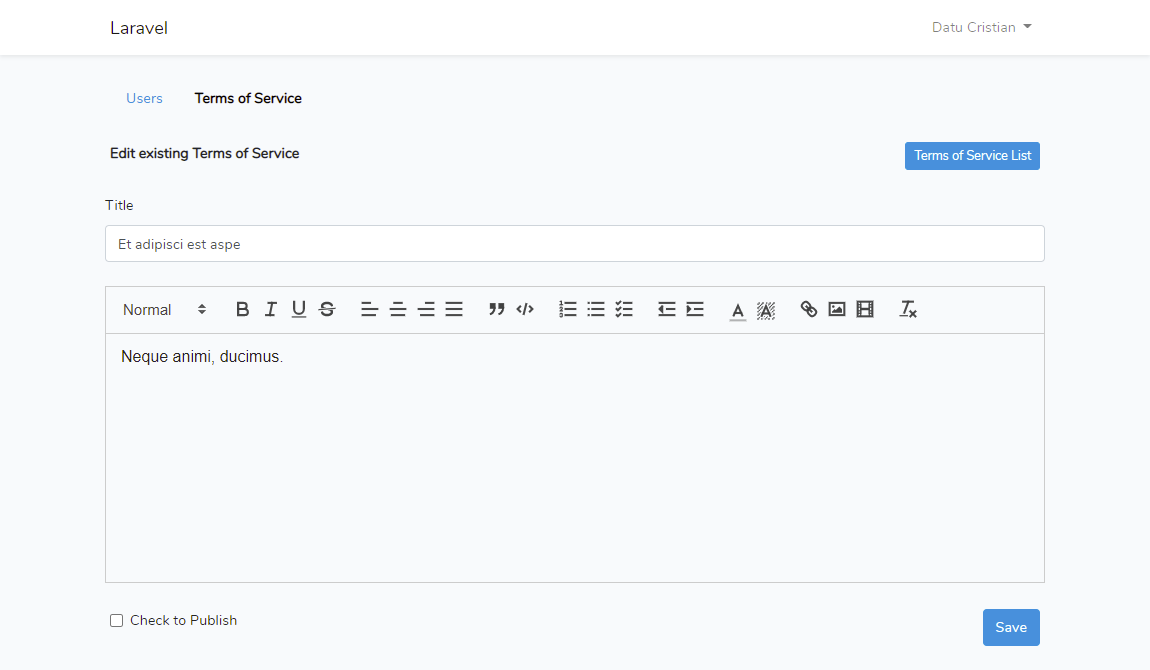 Laravel
Datu Cristian
Users
Terms of Service
Edit existing Terms of Service
Terms of Service List
Title
Et adipisci est aspe
Normal
Neque animi, ducimus.
Check to Publish
Save